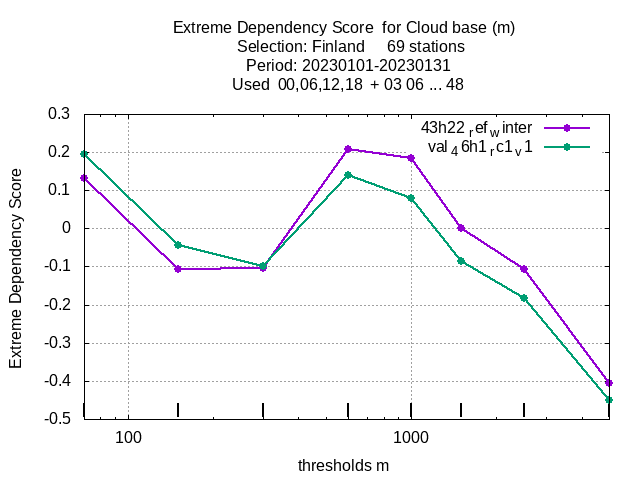 Extreme Dependency Score  for Cloud base (m)
Selection: Finland     69 stations
Period: 20230101-20230131
Used  00,06,12,18  + 03 06 ... 48
43h22 ref winter
val 4 6h1 rc1 v1
Extreme Dependency Score
0.3
0.2
0.1
0
-0.1
-0.2
-0.3
-0.4
-0.5
100
1000
thresholds m